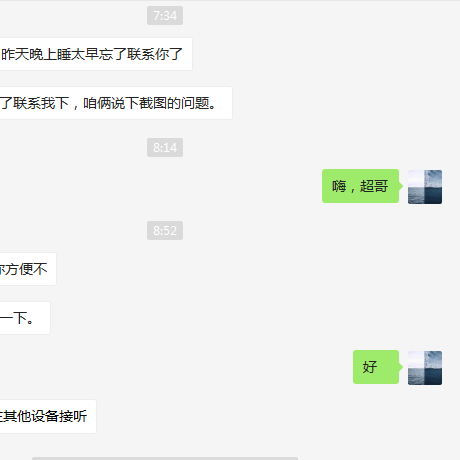 7:34
昨天晚上睡太早忘了联系你了
了联系我下，咱俩说下截图的问题。
8:14
嗨，超哥
8:52
你方便不
一下。
好
在其他设备接听